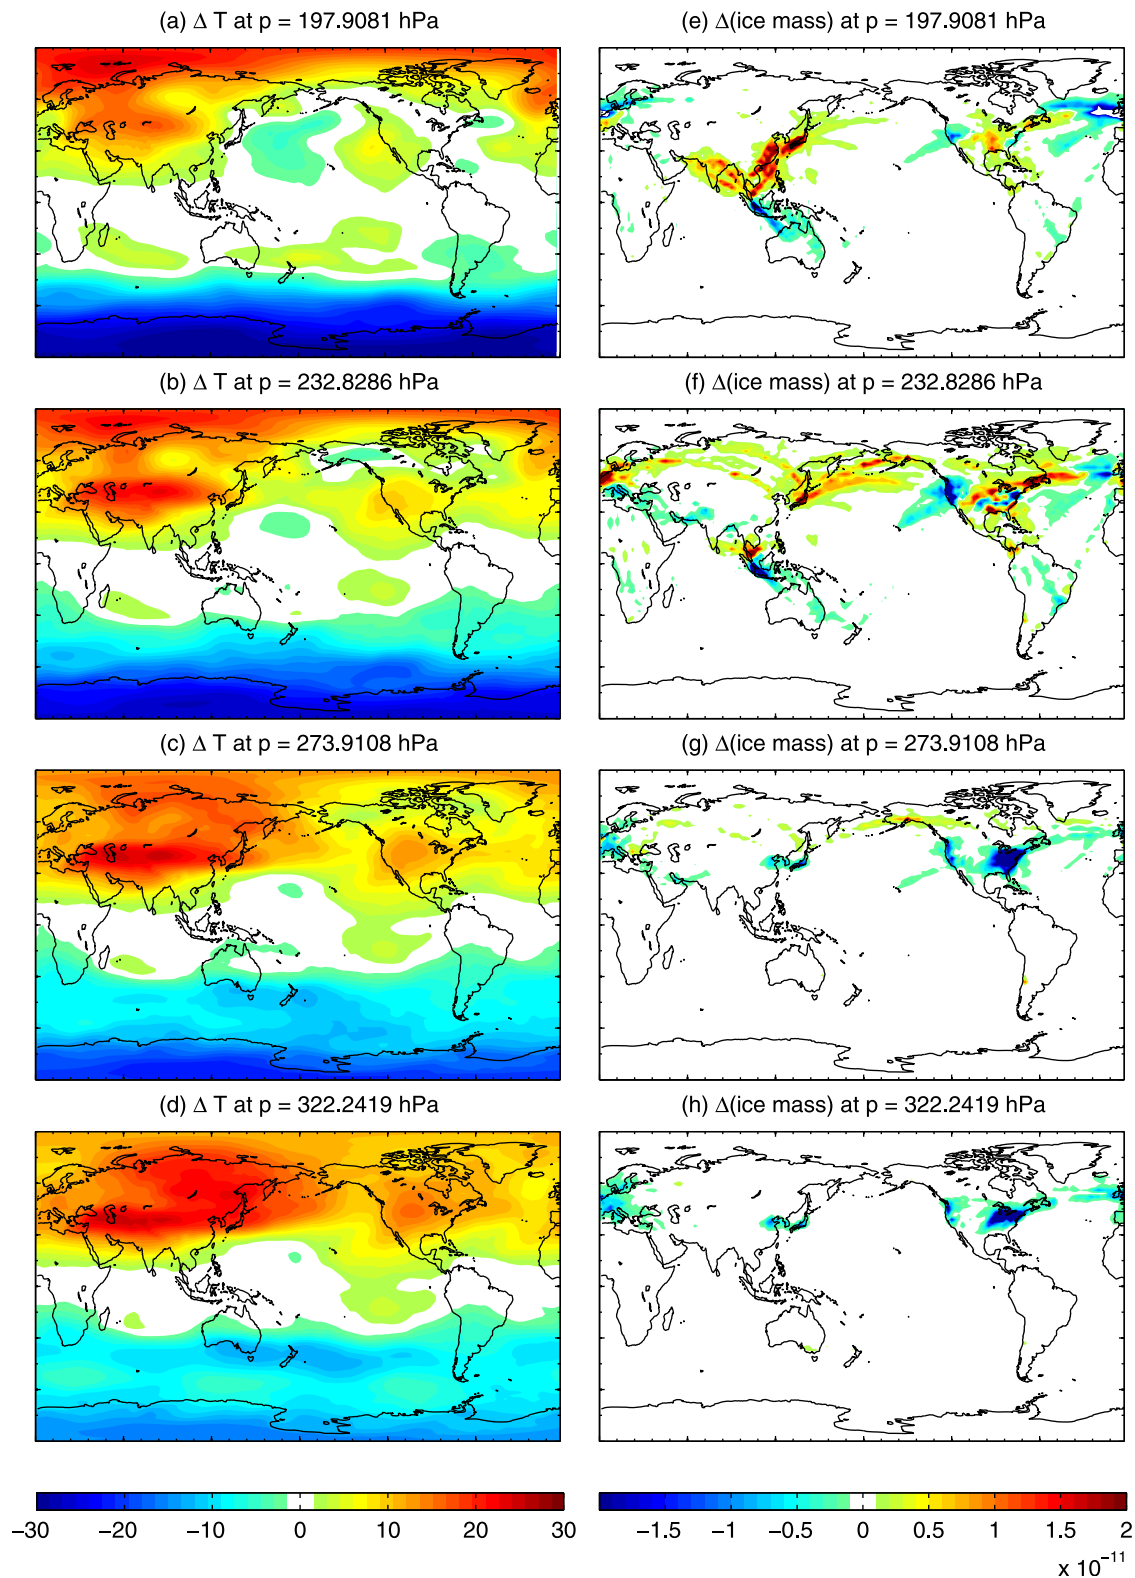 (a) Δ T at p = 197.9081 hPa
(e) Δ(ice mass) at p = 197.9081 hPa
(b) Δ T at p = 232.8286 hPa
(f) Δ(ice mass) at p = 232.8286 hPa
(c) Δ T at p = 273.9108 hPa
(g) Δ(ice mass) at p = 273.9108 hPa
(d) Δ T at p = 322.2419 hPa
(h) Δ(ice mass) at p = 322.2419 hPa
−30 −20 −10 0 10 20 30
−1.5 −1 −0.5 0 0.5 1 1.5 2
x 10⁻¹¹